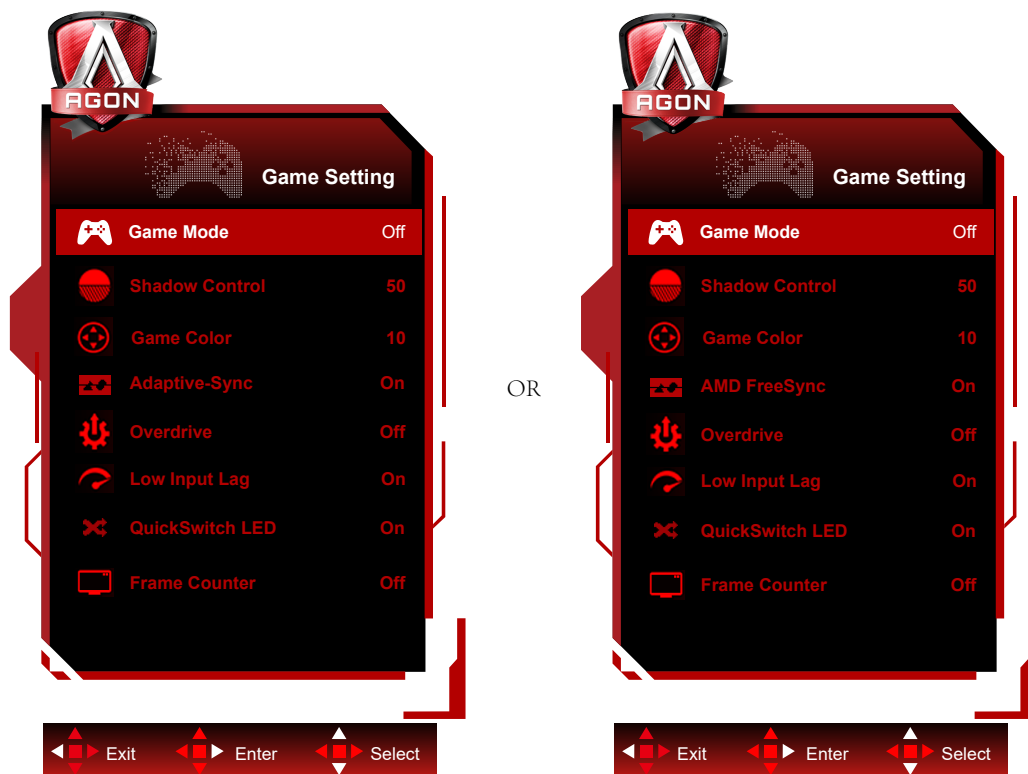 AGON
Game Setting
Game Mode Off
Shadow Control 50
Game Color 10
Adaptive-Sync On
Overdrive Off
Low Input Lag On
QuickSwitch LED On
Frame Counter Off
Exit Enter Select
OR
AGON
Game Setting
Game Mode Off
Shadow Control 50
Game Color 10
AMD FreeSync On
Overdrive Off
Low Input Lag On
QuickSwitch LED On
Frame Counter Off
Exit Enter Select